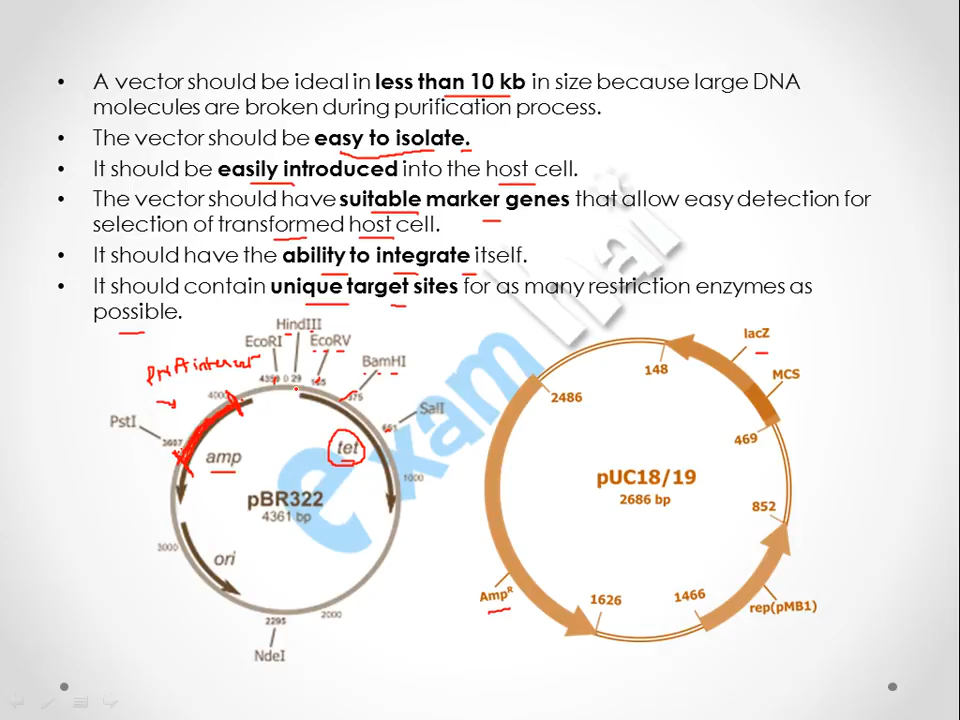 • A vector should be ideal in less than 10 kb in size because large DNA
molecules are broken during purification process.
• The vector should be easy to isolate.
• It should be easily introduced into the host cell.
• The vector should have suitable marker genes that allow easy detection for
selection of transformed host cell.
• It should have the ability to integrate itself.
• It should contain unique target sites for as many restriction enzymes as
possible.
HindIII
EcoRI
EcoRV
BamHI
4359 0 29
375
4000
SalI
651
PstI
3607
amp
tet
1000
pBR322
4361 bp
ori
3000
2000
2295
NdeI
lacZ
148
MCS
2486
469
pUC18/19
2686 bp
852
AmpR
1626
1466
rep(pMB1)
exam